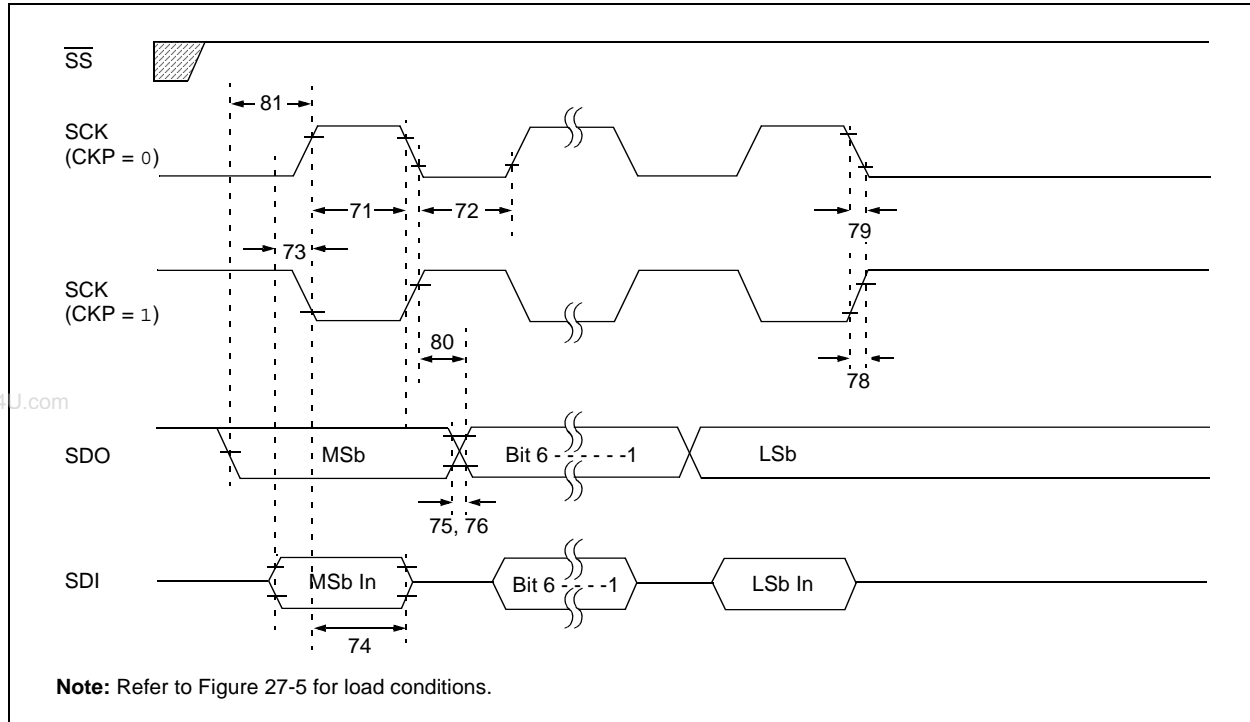 SS
81
SCK
(CKP = 0)
71
72
79
73
SCK
(CKP = 1)
80
78
4U.com
SDO
MSb
Bit 6 - - - - - - -1
LSb
75, 76
SDI
MSb In
Bit 6 - - - - -1
LSb In
74
Note: Refer to Figure 27-5 for load conditions.